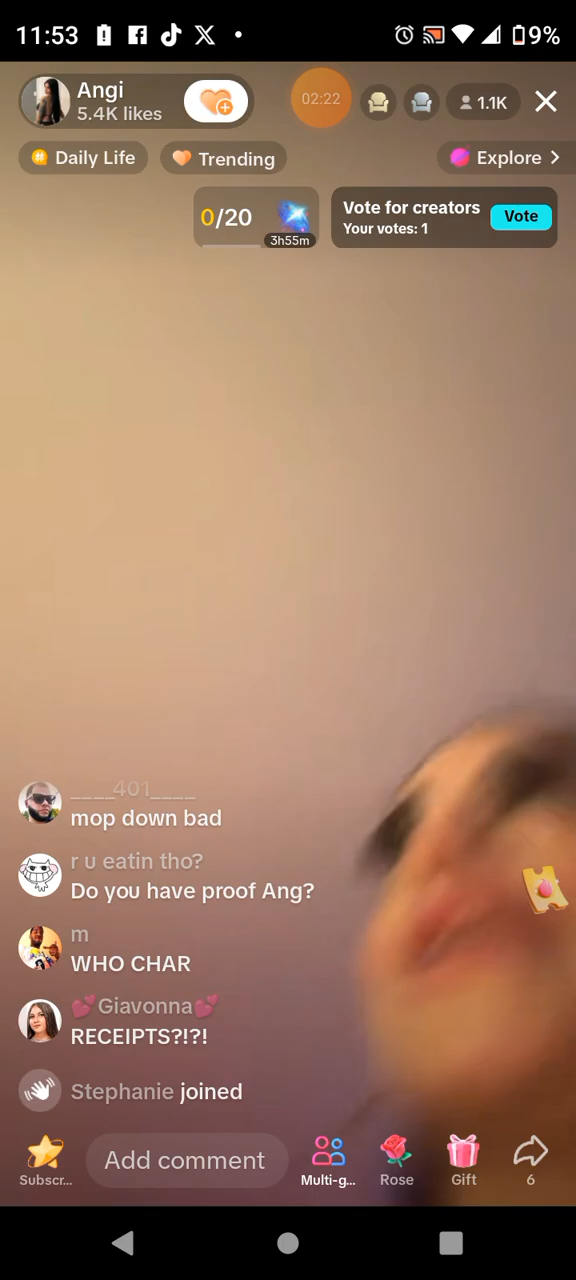 11:53
9%
Angi
5.4K likes
02:22
1.1K
Daily Life
Trending
Explore
0/20
3h55m
Vote for creators
Your votes: 1
Vote
____401____
mop down bad
r u eatin tho?
Do you have proof Ang?
m
WHO CHAR
💕Giavonna💕
RECEIPTS?!?!
Stephanie joined
Subscr...
Add comment
Multi-g...
Rose
Gift
6